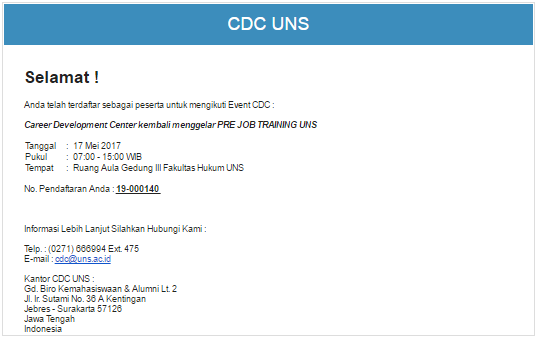 CDC UNS
Selamat !
Anda telah terdaftar sebagai peserta untuk mengikuti Event CDC :
Career Development Center kembali menggelar PRE JOB TRAINING UNS
Tanggal : 17 Mei 2017
Pukul : 07:00 - 15:00 WIB
Tempat : Ruang Aula Gedung III Fakultas Hukum UNS
No. Pendaftaran Anda : 19-000140
Informasi Lebih Lanjut Silahkan Hubungi Kami :
Telp. : (0271) 666994 Ext. 475
E-mail : cdc@uns.ac.id
Kantor CDC UNS :
Gd. Biro Kemahasiswaan & Alumni Lt. 2
Jl. Ir. Sutami No. 36 A Kentingan
Jebres - Surakarta 57126
Jawa Tengah
Indonesia